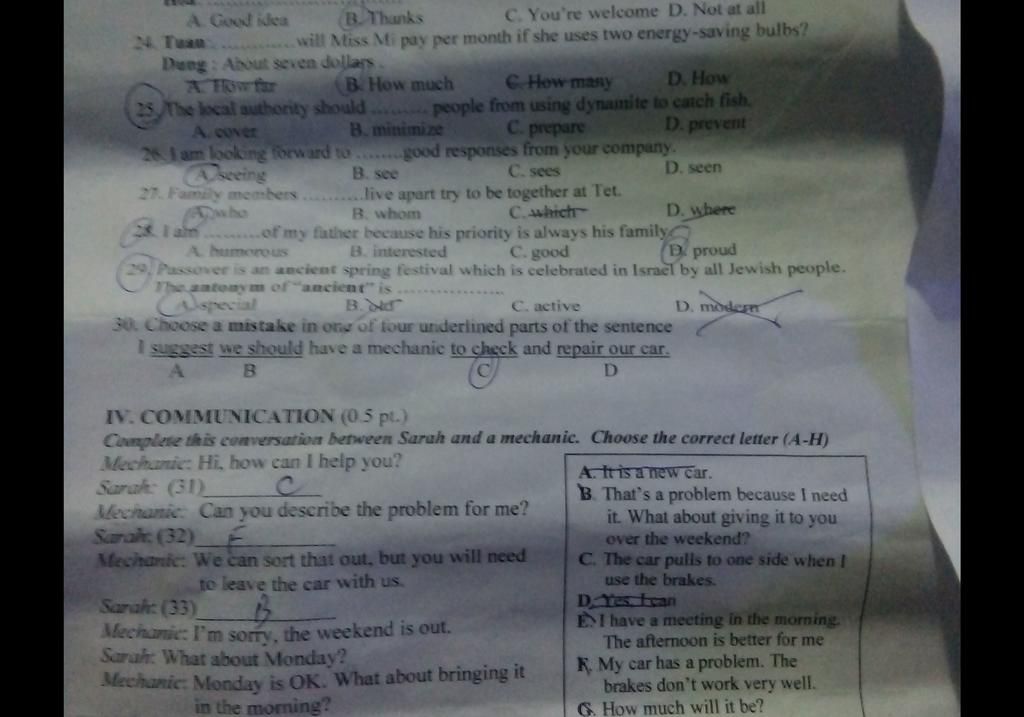 A. Good idea B. Thanks C. You're welcome D. Not at all
24. Tuan: ............will Miss Mi pay per month if she uses two energy-saving bulbs?
Dung : About seven dollars .
A. How far B. How much C. How many D. How
25. The local authority should .......... people from using dynamite to catch fish.
A. cover B. minimize C. prepare D. prevent
26. I am looking forward to ........good responses from your company.
A. seeing B. see C. sees D. seen
27. Family members ...........live apart try to be together at Tet.
A. who B. whom C. which D. where
28. I am ..........of my father because his priority is always his family.
A. humorous B. interested C. good D. proud
29. Passover is an ancient spring festival which is celebrated in Israel by all Jewish people.
The antonym of "ancient" is ..................
A. special B. old C. active D. modern
30. Choose a mistake in one of four underlined parts of the sentence
I suggest we should have a mechanic to check and repair our car.
A B C D
IV. COMMUNICATION (0.5 pt.)
Complete this conversation between Sarah and a mechanic. Choose the correct letter (A-H)
Mechanic: Hi, how can I help you?
Sarah: (31) C
Mechanic: Can you describe the problem for me?
Sarah: (32) F
Mechanic: We can sort that out, but you will need
to leave the car with us.
Sarah: (33) B
Mechanic: I'm sorry, the weekend is out.
Sarah: What about Monday?
Mechanic: Monday is OK. What about bringing it
in the morning?
A. It is a new car.
B. That's a problem because I need
it. What about giving it to you
over the weekend?
C. The car pulls to one side when I
use the brakes.
D. Yes, I can
E. I have a meeting in the morning.
The afternoon is better for me
F. My car has a problem. The
brakes don't work very well.
G. How much will it be?